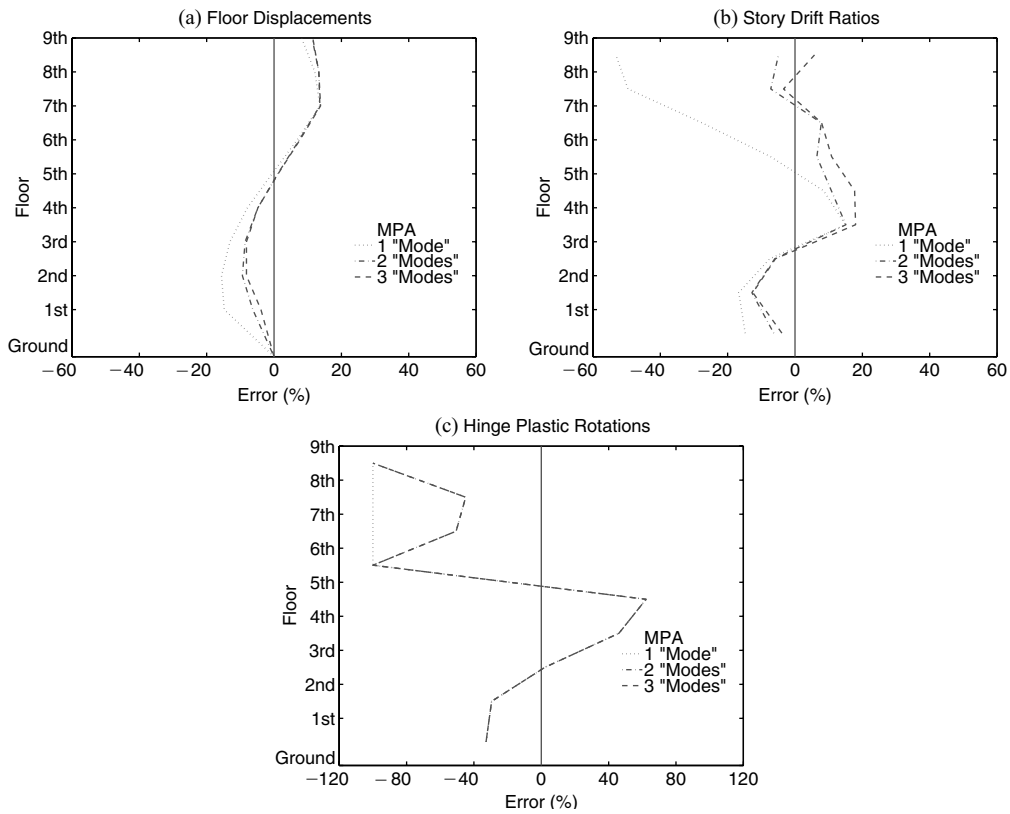 (a) Floor Displacements
9th
8th
7th
6th
5th
4th
3rd
2nd
1st
Ground
Floor
−60 −40 −20 0 20 40 60
Error (%)
MPA
1 "Mode"
2 "Modes"
3 "Modes"
(b) Story Drift Ratios
9th
8th
7th
6th
5th
4th
3rd
2nd
1st
Ground
Floor
−60 −40 −20 0 20 40 60
Error (%)
MPA
1 "Mode"
2 "Modes"
3 "Modes"
(c) Hinge Plastic Rotations
9th
8th
7th
6th
5th
4th
3rd
2nd
1st
Ground
Floor
−120 −80 −40 0 40 80 120
Error (%)
MPA
1 "Mode"
2 "Modes"
3 "Modes"